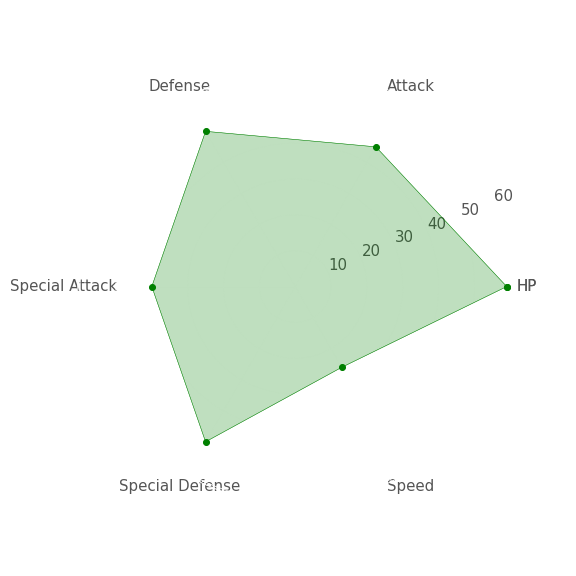 Defense
Attack
60
50
40
30
20
10
Special Attack
HP
Special Defense
Speed